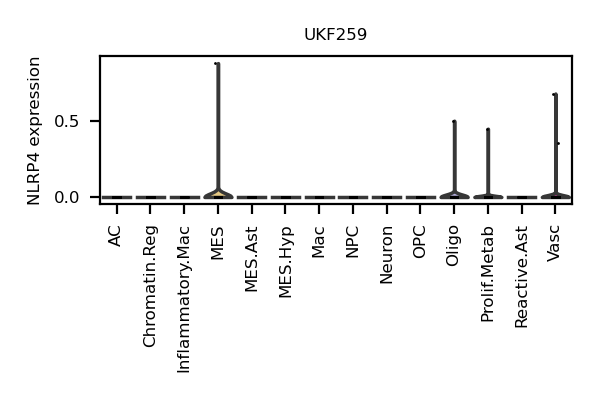 UKF259
NLRP4 expression
0.5
0.0
AC
Chromatin.Reg
Inflammatory.Mac
MES
MES.Ast
MES.Hyp
Mac
NPC
Neuron
OPC
Oligo
Prolif.Metab
Reactive.Ast
Vasc